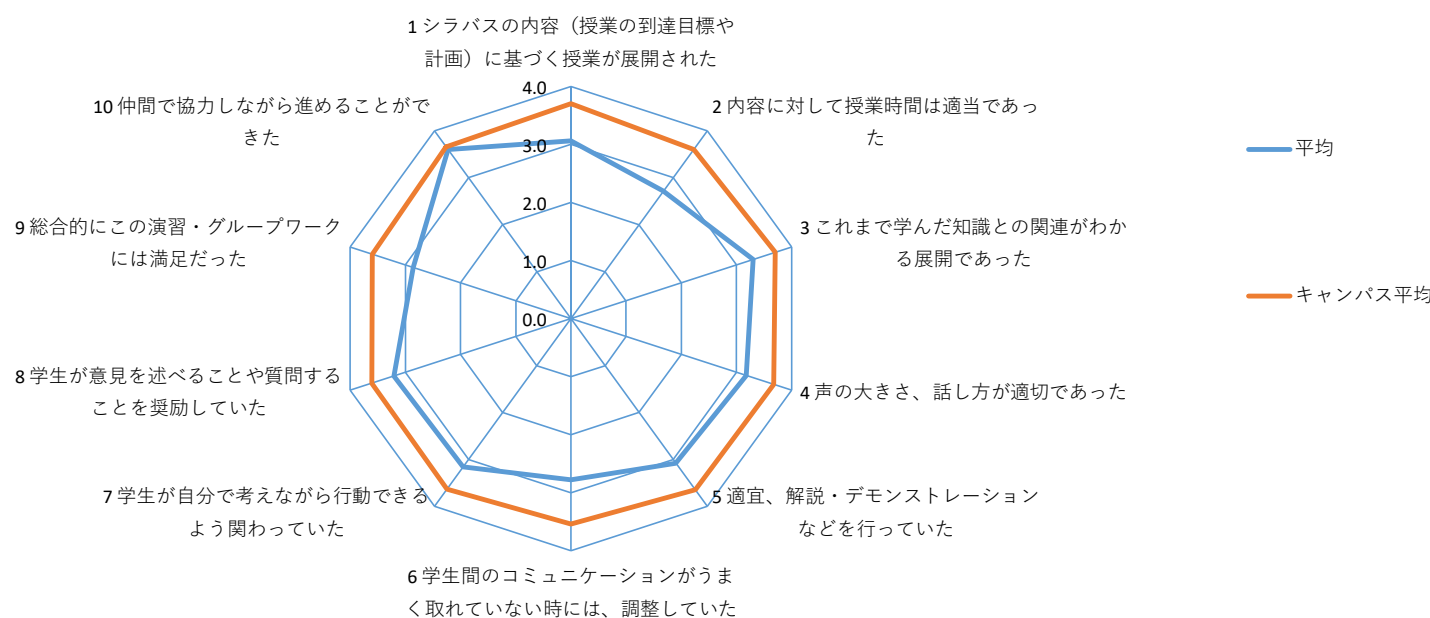 1 シラバスの内容（授業の到達目標や
計画）に基づく授業が展開された
2 内容に対して授業時間は適当であっ
た
3 これまで学んだ知識との関連がわか
る展開であった
4 声の大きさ、話し方が適切であった
5 適宜、解説・デモンストレーション
などを行っていた
6 学生間のコミュニケーションがうま
く取れていない時には、調整していた
7 学生が自分で考えながら行動できる
よう関わっていた
8 学生が意見を述べることや質問する
ことを奨励していた
9 総合的にこの演習・グループワーク
には満足だった
10 仲間で協力しながら進めることがで
きた
4.0
3.0
2.0
1.0
0.0
平均
キャンパス平均